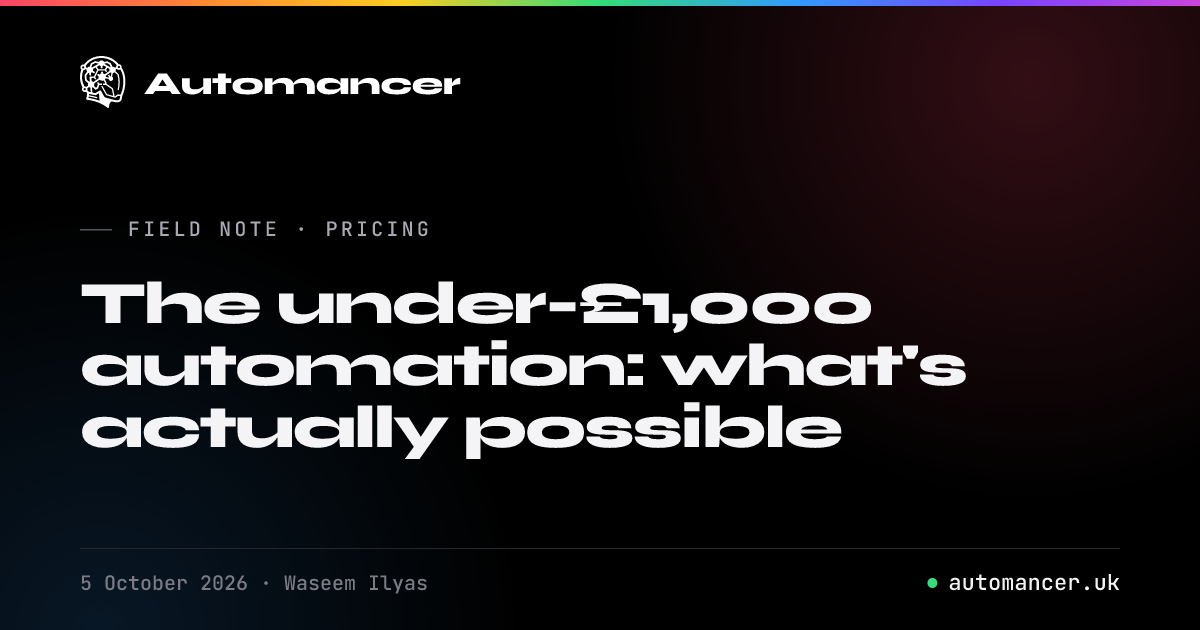 Automancer
FIELD NOTE · PRICING
The under-£1,000
automation: what's
actually possible
5 October 2026 · Waseem Ilyas
automancer.uk